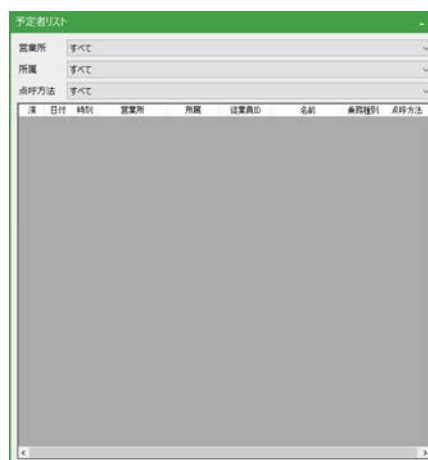 予定者リスト
営業所 すべて
所属 すべて
点呼方法 すべて
済 日付 時刻 営業所 所属 従業員ID 名前 乗務種別 点呼方法